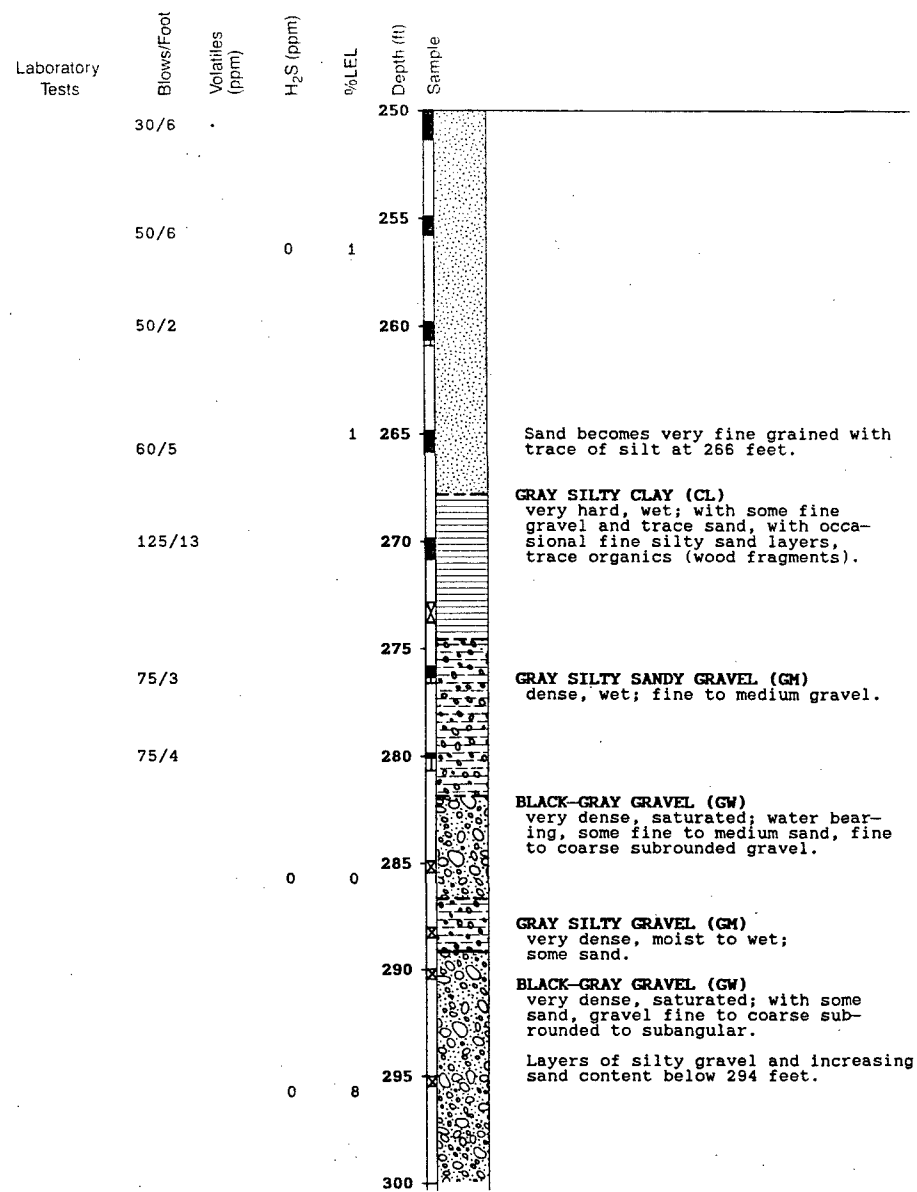 Laboratory
Tests
Blows/Foot
Volatiles
(ppm)
H₂S (ppm)
%LEL
Depth (ft)
Sample
250
30/6
255
50/6
0 1
50/2 260
1 265 Sand becomes very fine grained with
60/5 trace of silt at 266 feet.
GRAY SILTY CLAY (CL)
very hard, wet; with some fine
gravel and trace sand, with occa-
125/13 270 sional fine silty sand layers,
trace organics (wood fragments).
275
75/3 GRAY SILTY SANDY GRAVEL (GM)
dense, wet; fine to medium gravel.
75/4 280
BLACK-GRAY GRAVEL (GW)
very dense, saturated; water bear-
ing, some fine to medium sand, fine
to coarse subrounded gravel.
285
0 0
GRAY SILTY GRAVEL (GM)
very dense, moist to wet;
some sand.
290
BLACK-GRAY GRAVEL (GW)
very dense, saturated; with some
sand, gravel fine to coarse sub-
rounded to subangular.
Layers of silty gravel and increasing
295 sand content below 294 feet.
0 8
300